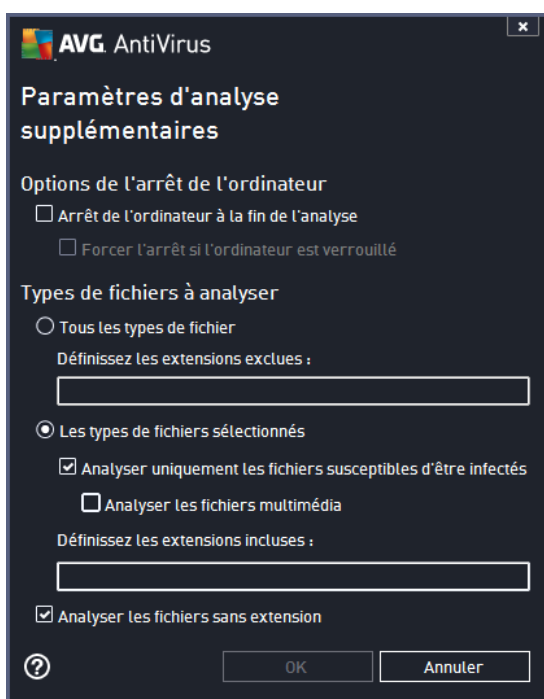 AVG AntiVirus
Paramètres d'analyse
supplémentaires
Options de l'arrêt de l'ordinateur
Arrêt de l'ordinateur à la fin de l'analyse
Forcer l'arrêt si l'ordinateur est verrouillé
Types de fichiers à analyser
Tous les types de fichier
Définissez les extensions exclues :
Les types de fichiers sélectionnés
Analyser uniquement les fichiers susceptibles d'être infectés
Analyser les fichiers multimédia
Définissez les extensions incluses :
Analyser les fichiers sans extension
? OK Annuler